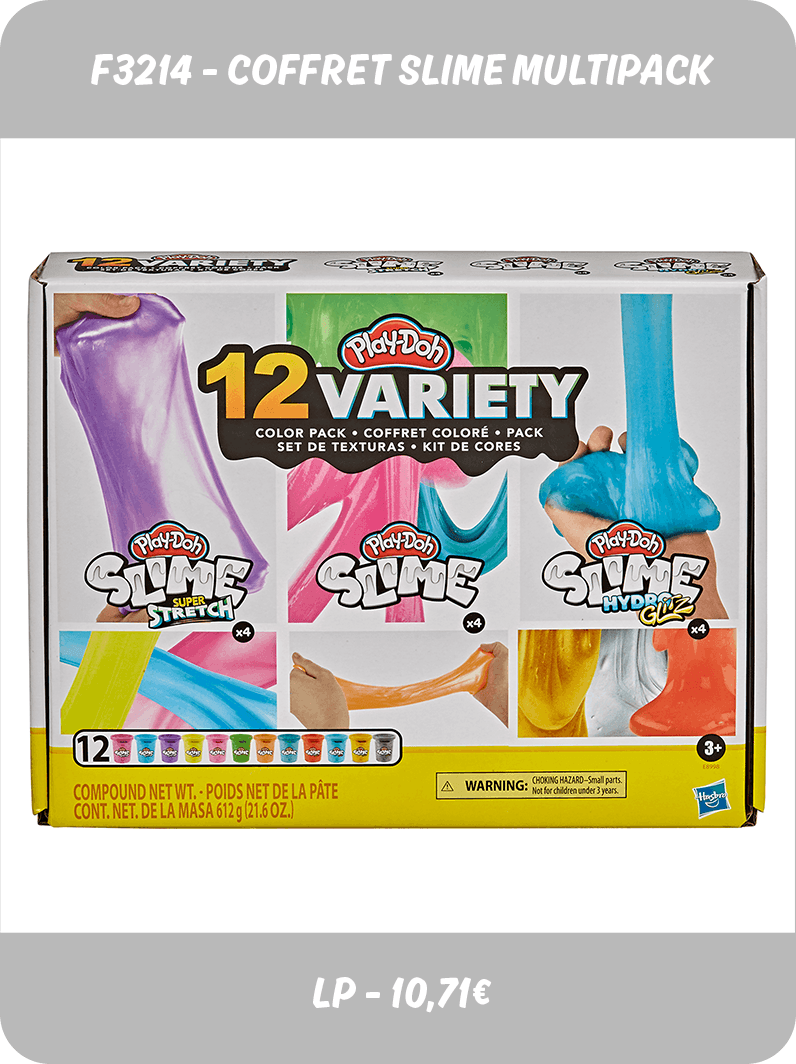 F3214 - COFFRET SLIME MULTIPACK
12 Play-Doh VARIETY
Play-Doh
12 VARIETY
COLOR PACK • COFFRET COLORÉ • PACK
SET DE TEXTURAS • KIT DE CORES
Play-Doh
SLIME
SUPER
STRETCH
x4
Play-Doh
SLIME
x4
Play-Doh
SLIME
HYDRO
GLITZ
x4
12
3+
E8998
COMPOUND NET WT. - POIDS NET DE LA PÂTE
CONT. NET. DE LA MASA 612 g (21.6 OZ.)
WARNING: CHOKING HAZARD–Small parts.
Not for children under 3 years.
Hasbro
LP - 10,71€